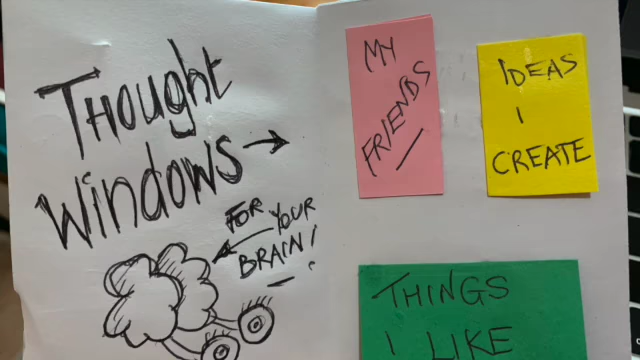 Thought
Windows →
FOR YOUR
BRAIN!
MY
FRIENDS
IDEAS
I
CREATE
THINGS
I LIKE